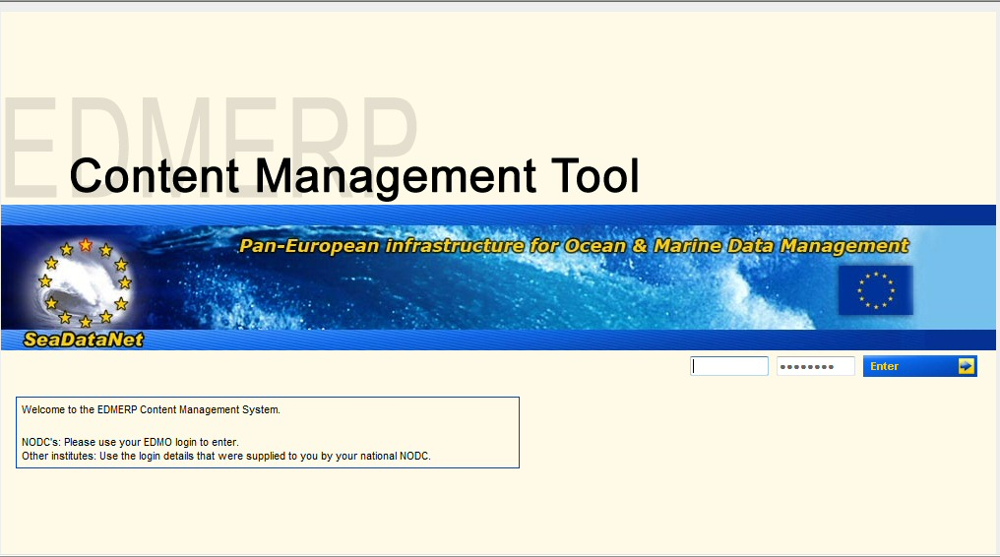 EDMERP
Content Management Tool
Pan-European infrastructure for Ocean & Marine Data Management
SeaDataNet
Enter
Welcome to the EDMERP Content Management System.
NODC's: Please use your EDMO login to enter.
Other institutes: Use the login details that were supplied to you by your national NODC.